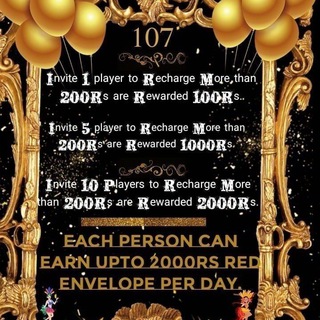 107
Invite 1 player to Recharge More than
200Rs are Rewarded 100Rs..
Invite 5 player to Recharge More than
200Rs are Rewarded 1000Rs.
Invite 10 Players to Recharge More
than 200Rs are Rewarded 2000Rs.
EACH PERSON CAN
EARN UPTO 2000RS RED
ENVELOPE PER DAY